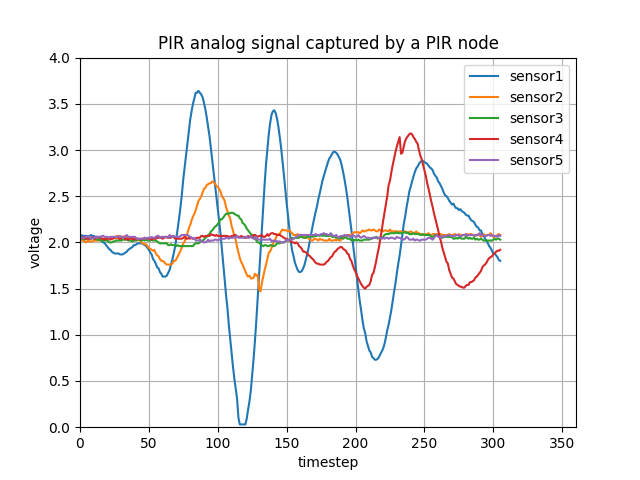 PIR analog signal captured by a PIR node
sensor1
sensor2
sensor3
sensor4
sensor5
4.0
3.5
3.0
2.5
2.0
1.5
1.0
0.5
0.0
voltage
0 50 100 150 200 250 300 350
timestep